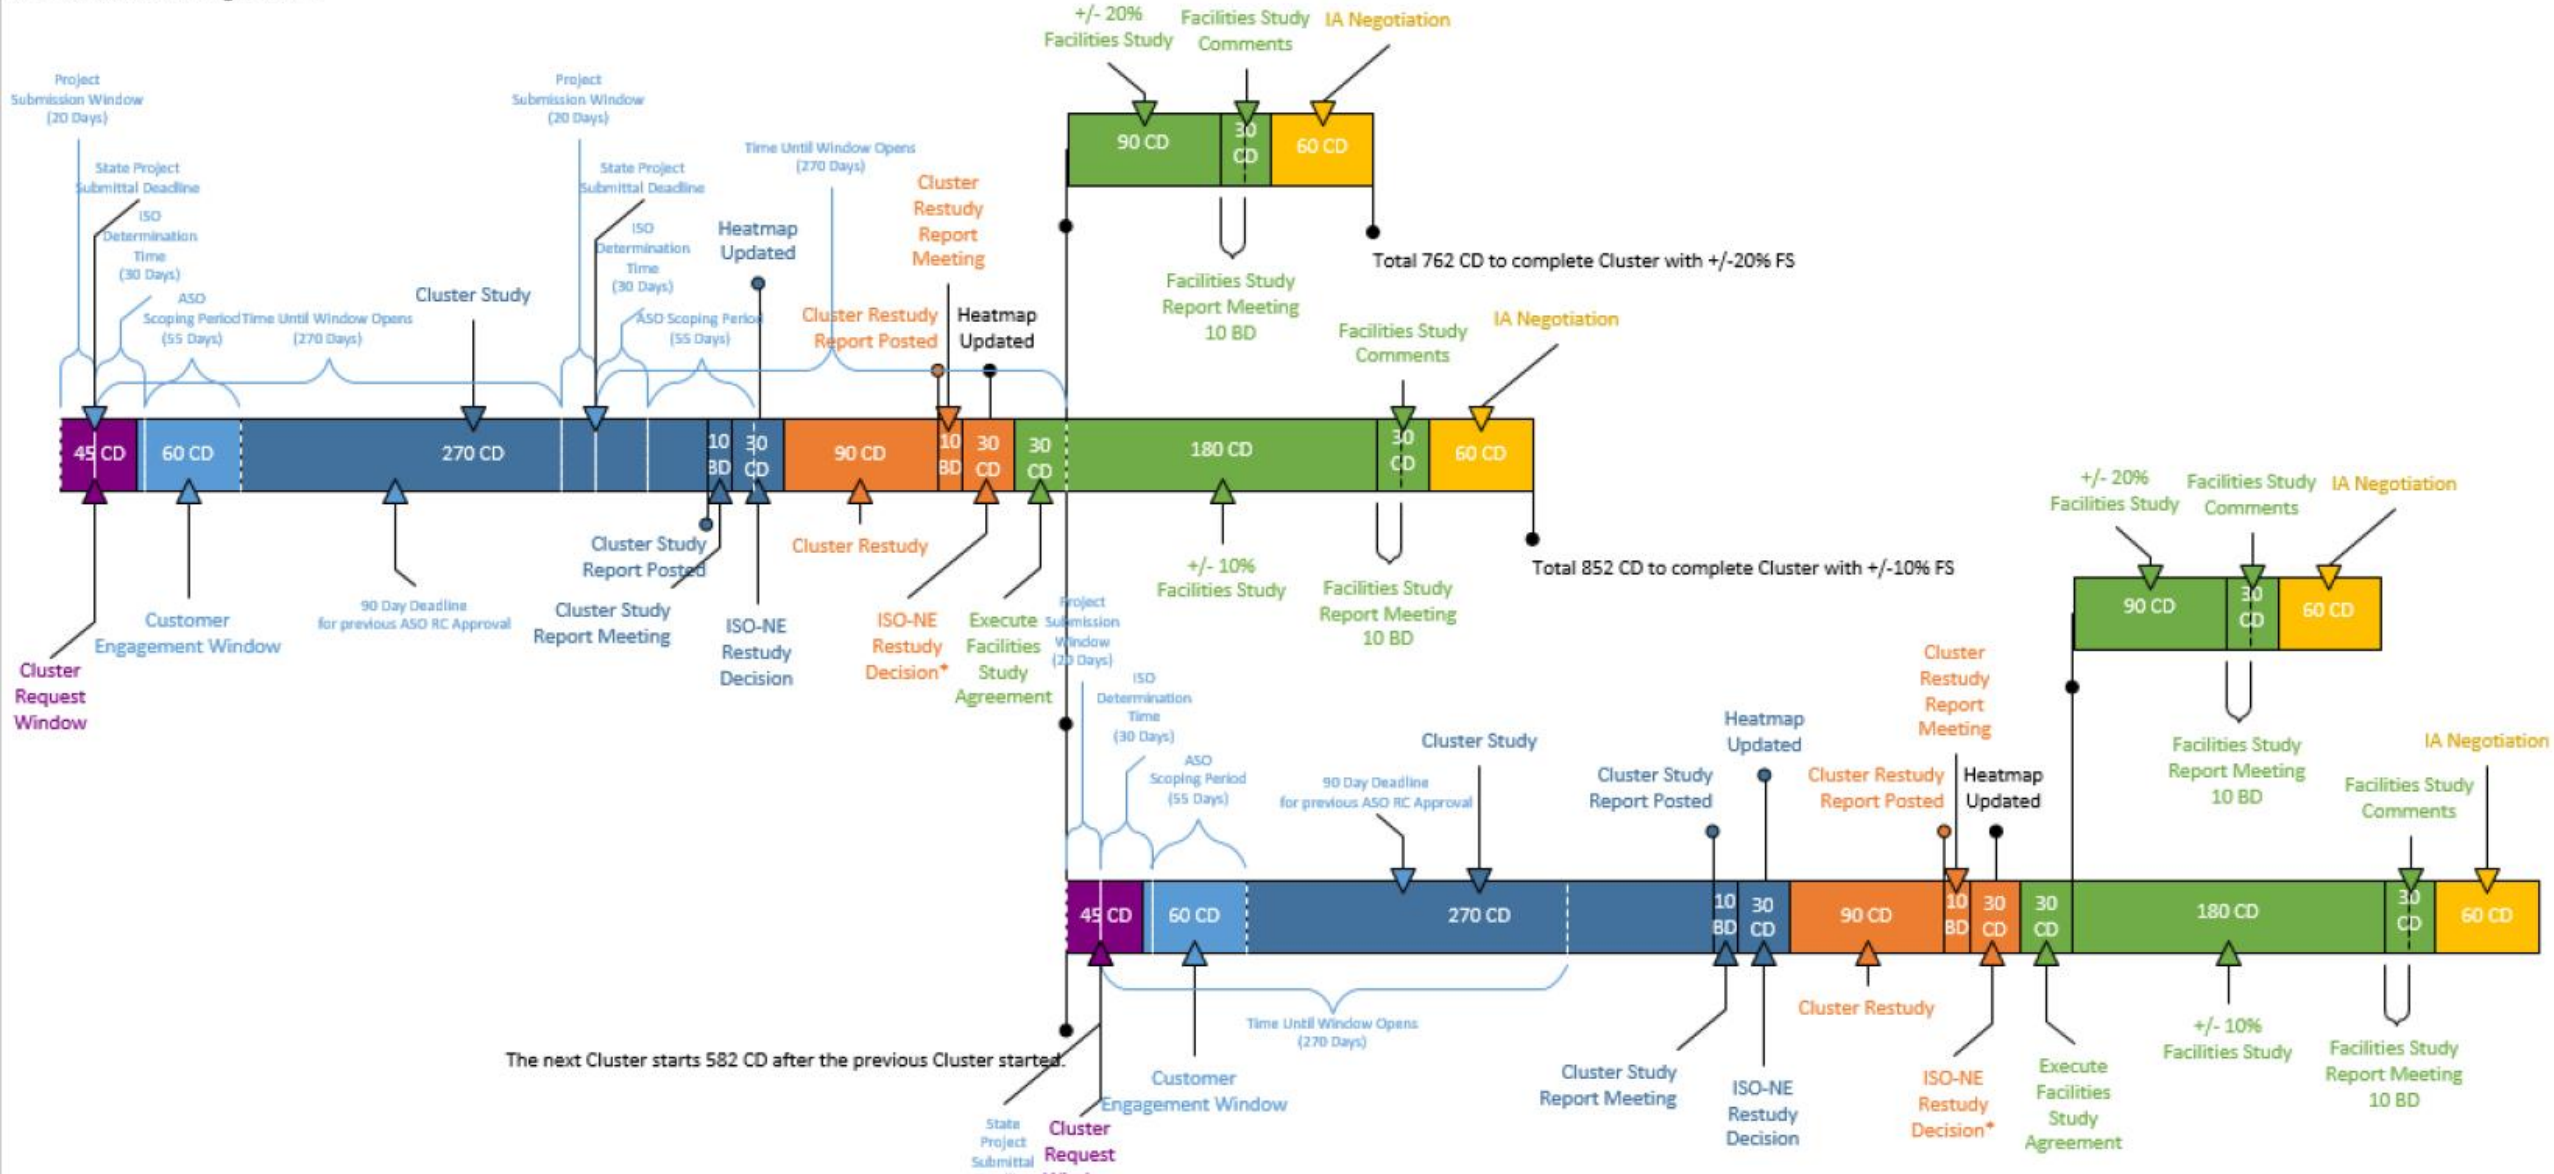 +/- 20%
Facilities Study
Facilities Study
Comments
IA Negotiation
90 CD
30
CD
60 CD
Facilities Study
Report Meeting
10 BD
Total 762 CD to complete Cluster with +/-20% FS
Project
Submission Window
(20 Days)
State Project
Submittal Deadline
ISO
Determination
Time
(30 Days)
ASO
Scoping Period
(55 Days)
Time Until Window Opens
(270 Days)
Cluster Study
Project
Submission Window
(20 Days)
State Project
Submittal Deadline
ISO
Determination
Time
(30 Days)
ASO Scoping Period
(55 Days)
Heatmap
Updated
Time Until Window Opens
(270 Days)
Cluster Restudy
Report Posted
Cluster
Restudy
Report
Meeting
Heatmap
Updated
Facilities Study
Comments
IA Negotiation
45 CD
60 CD
270 CD
10
BD
30
CD
90 CD
10
BD
30
CD
30
CD
180 CD
30
CD
60 CD
Cluster
Request
Window
Customer
Engagement Window
90 Day Deadline
for previous ASO RC Approval
Cluster Study
Report Posted
Cluster Study
Report Meeting
ISO-NE
Restudy
Decision
Cluster Restudy
ISO-NE
Restudy
Decision*
Execute
Facilities
Study
Agreement
+/- 10%
Facilities Study
Facilities Study
Report Meeting
10 BD
Total 852 CD to complete Cluster with +/-10% FS
+/- 20%
Facilities Study
Facilities Study
Comments
IA Negotiation
90 CD
30
CD
60 CD
Facilities Study
Report Meeting
10 BD
Project
Submission
Window
(20 Days)
ISO
Determination
Time
(30 Days)
ASO
Scoping Period
(55 Days)
90 Day Deadline
for previous ASO RC Approval
Cluster Study
Cluster Study
Report Posted
Heatmap
Updated
Cluster Restudy
Report Posted
Cluster
Restudy
Report
Meeting
Heatmap
Updated
Facilities Study
Comments
IA Negotiation
45 CD
60 CD
270 CD
10
BD
30
CD
90 CD
10
BD
30
CD
30
CD
180 CD
30
CD
60 CD
The next Cluster starts 582 CD after the previous Cluster started.
State
Project
Submittal
Cluster
Request
Customer
Engagement Window
Time Until Window Opens
(270 Days)
Cluster Study
Report Meeting
ISO-NE
Restudy
Decision
Cluster Restudy
ISO-NE
Restudy
Decision*
Execute
Facilities
Study
Agreement
+/- 10%
Facilities Study
Facilities Study
Report Meeting
10 BD